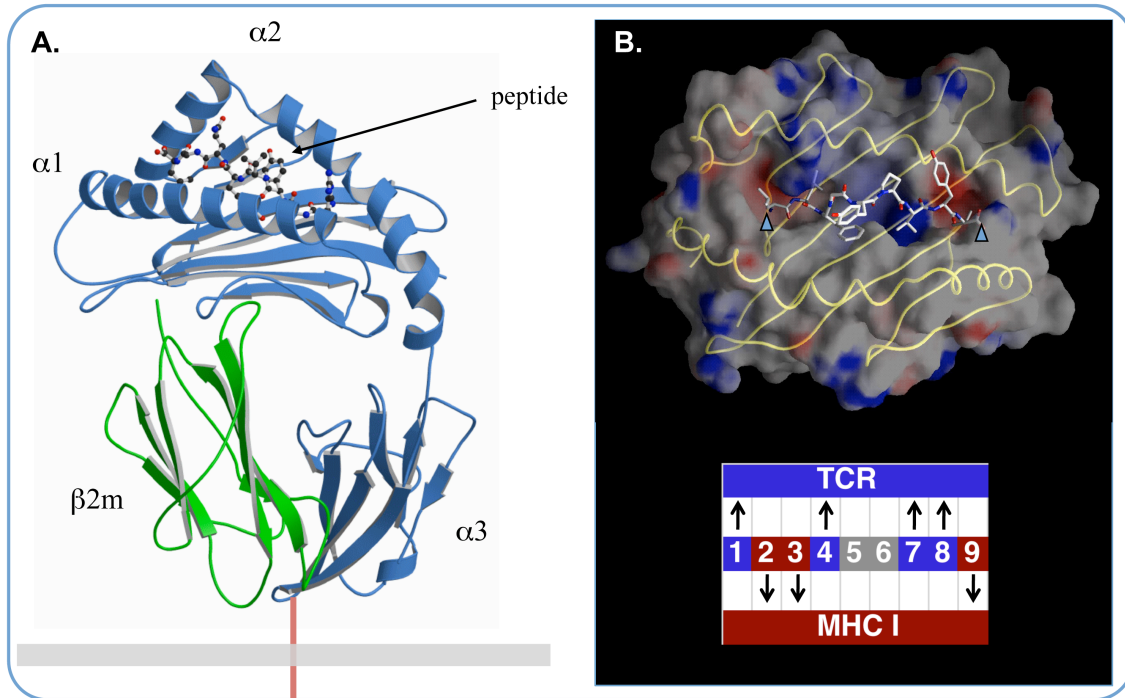 A.
α2
peptide
α1
β2m
α3
B.
TCR
1 2 3 4 5 6 7 8 9
MHC I